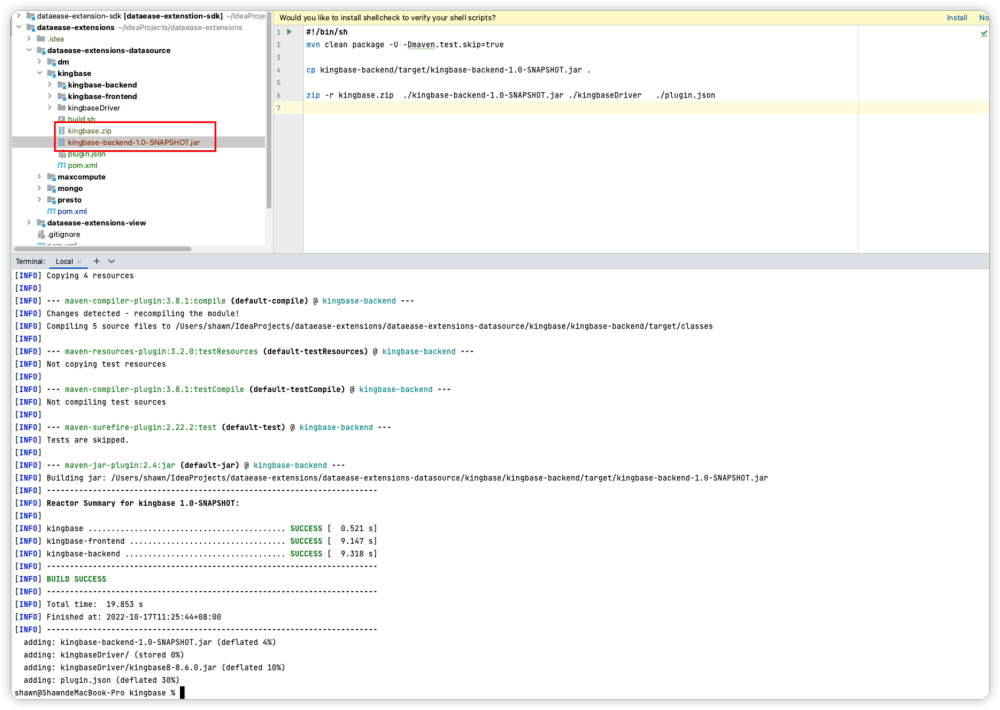 dataease-extension-sdk [dataease-extenstion-sdk] ~/IdeaProje
dataease-extensions ~/IdeaProjects/dataease-extensions
.idea
dataease-extensions-datasource
dm
kingbase
kingbase-backend
kingbase-frontend
kingbaseDriver
build.sh
kingbase.zip
kingbase-backend-1.0-SNAPSHOT.jar
plugin.json
pom.xml
maxcompute
mongo
presto
pom.xml
dataease-extensions-view
.gitignore
pom.xml
Would you like to install shellcheck to verify your shell scripts? Install No
1 #!/bin/sh
2 mvn clean package -U -Dmaven.test.skip=true
3
4 cp kingbase-backend/target/kingbase-backend-1.0-SNAPSHOT.jar .
5
6 zip -r kingbase.zip ./kingbase-backend-1.0-SNAPSHOT.jar ./kingbaseDriver ./plugin.json
7
Terminal: Local × +
[INFO] Copying 4 resources
[INFO]
[INFO] --- maven-compiler-plugin:3.8.1:compile (default-compile) @ kingbase-backend ---
[INFO] Changes detected - recompiling the module!
[INFO] Compiling 5 source files to /Users/shawn/IdeaProjects/dataease-extensions/dataease-extensions-datasource/kingbase/kingbase-backend/target/classes
[INFO]
[INFO] --- maven-resources-plugin:3.2.0:testResources (default-testResources) @ kingbase-backend ---
[INFO] Not copying test resources
[INFO]
[INFO] --- maven-compiler-plugin:3.8.1:testCompile (default-testCompile) @ kingbase-backend ---
[INFO] Not compiling test sources
[INFO]
[INFO] --- maven-surefire-plugin:2.22.2:test (default-test) @ kingbase-backend ---
[INFO] Tests are skipped.
[INFO]
[INFO] --- maven-jar-plugin:2.4:jar (default-jar) @ kingbase-backend ---
[INFO] Building jar: /Users/shawn/IdeaProjects/dataease-extensions/dataease-extensions-datasource/kingbase/kingbase-backend/target/kingbase-backend-1.0-SNAPSHOT.jar
[INFO] ------------------------------------------------------------------------
[INFO] Reactor Summary for kingbase 1.0-SNAPSHOT:
[INFO]
[INFO] kingbase ........................................... SUCCESS [  0.521 s]
[INFO] kingbase-frontend .................................. SUCCESS [  9.147 s]
[INFO] kingbase-backend ................................... SUCCESS [  9.318 s]
[INFO] ------------------------------------------------------------------------
[INFO] BUILD SUCCESS
[INFO] ------------------------------------------------------------------------
[INFO] Total time:  19.853 s
[INFO] Finished at: 2022-10-17T11:25:44+08:00
[INFO] ------------------------------------------------------------------------
adding: kingbase-backend-1.0-SNAPSHOT.jar (deflated 4%)
adding: kingbaseDriver/ (stored 0%)
adding: kingbaseDriver/kingbase8-8.6.0.jar (deflated 10%)
adding: plugin.json (deflated 30%)
shawn@ShawndeMacBook-Pro kingbase %